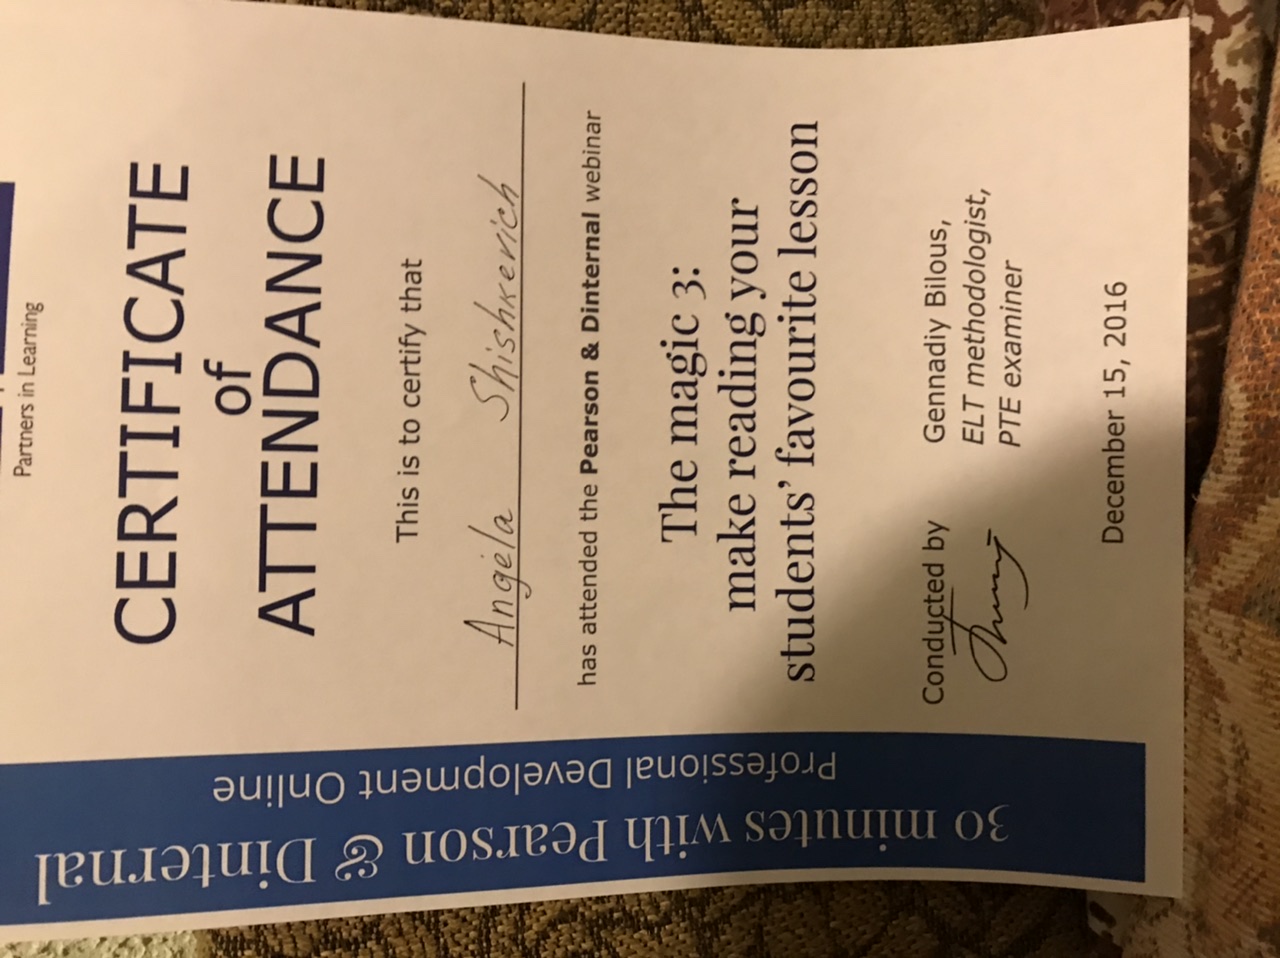 Partners in Learning
CERTIFICATE
of
ATTENDANCE
This is to certify that
Angela Shishkevich
has attended the Pearson & Dinternal webinar
The magic 3:
make reading your
students’ favourite lesson
Conducted by Gennadiy Bilous,
ELT methodologist,
PTE examiner
December 15, 2016
30 minutes with Pearson & Dinternal
Professional Development Online